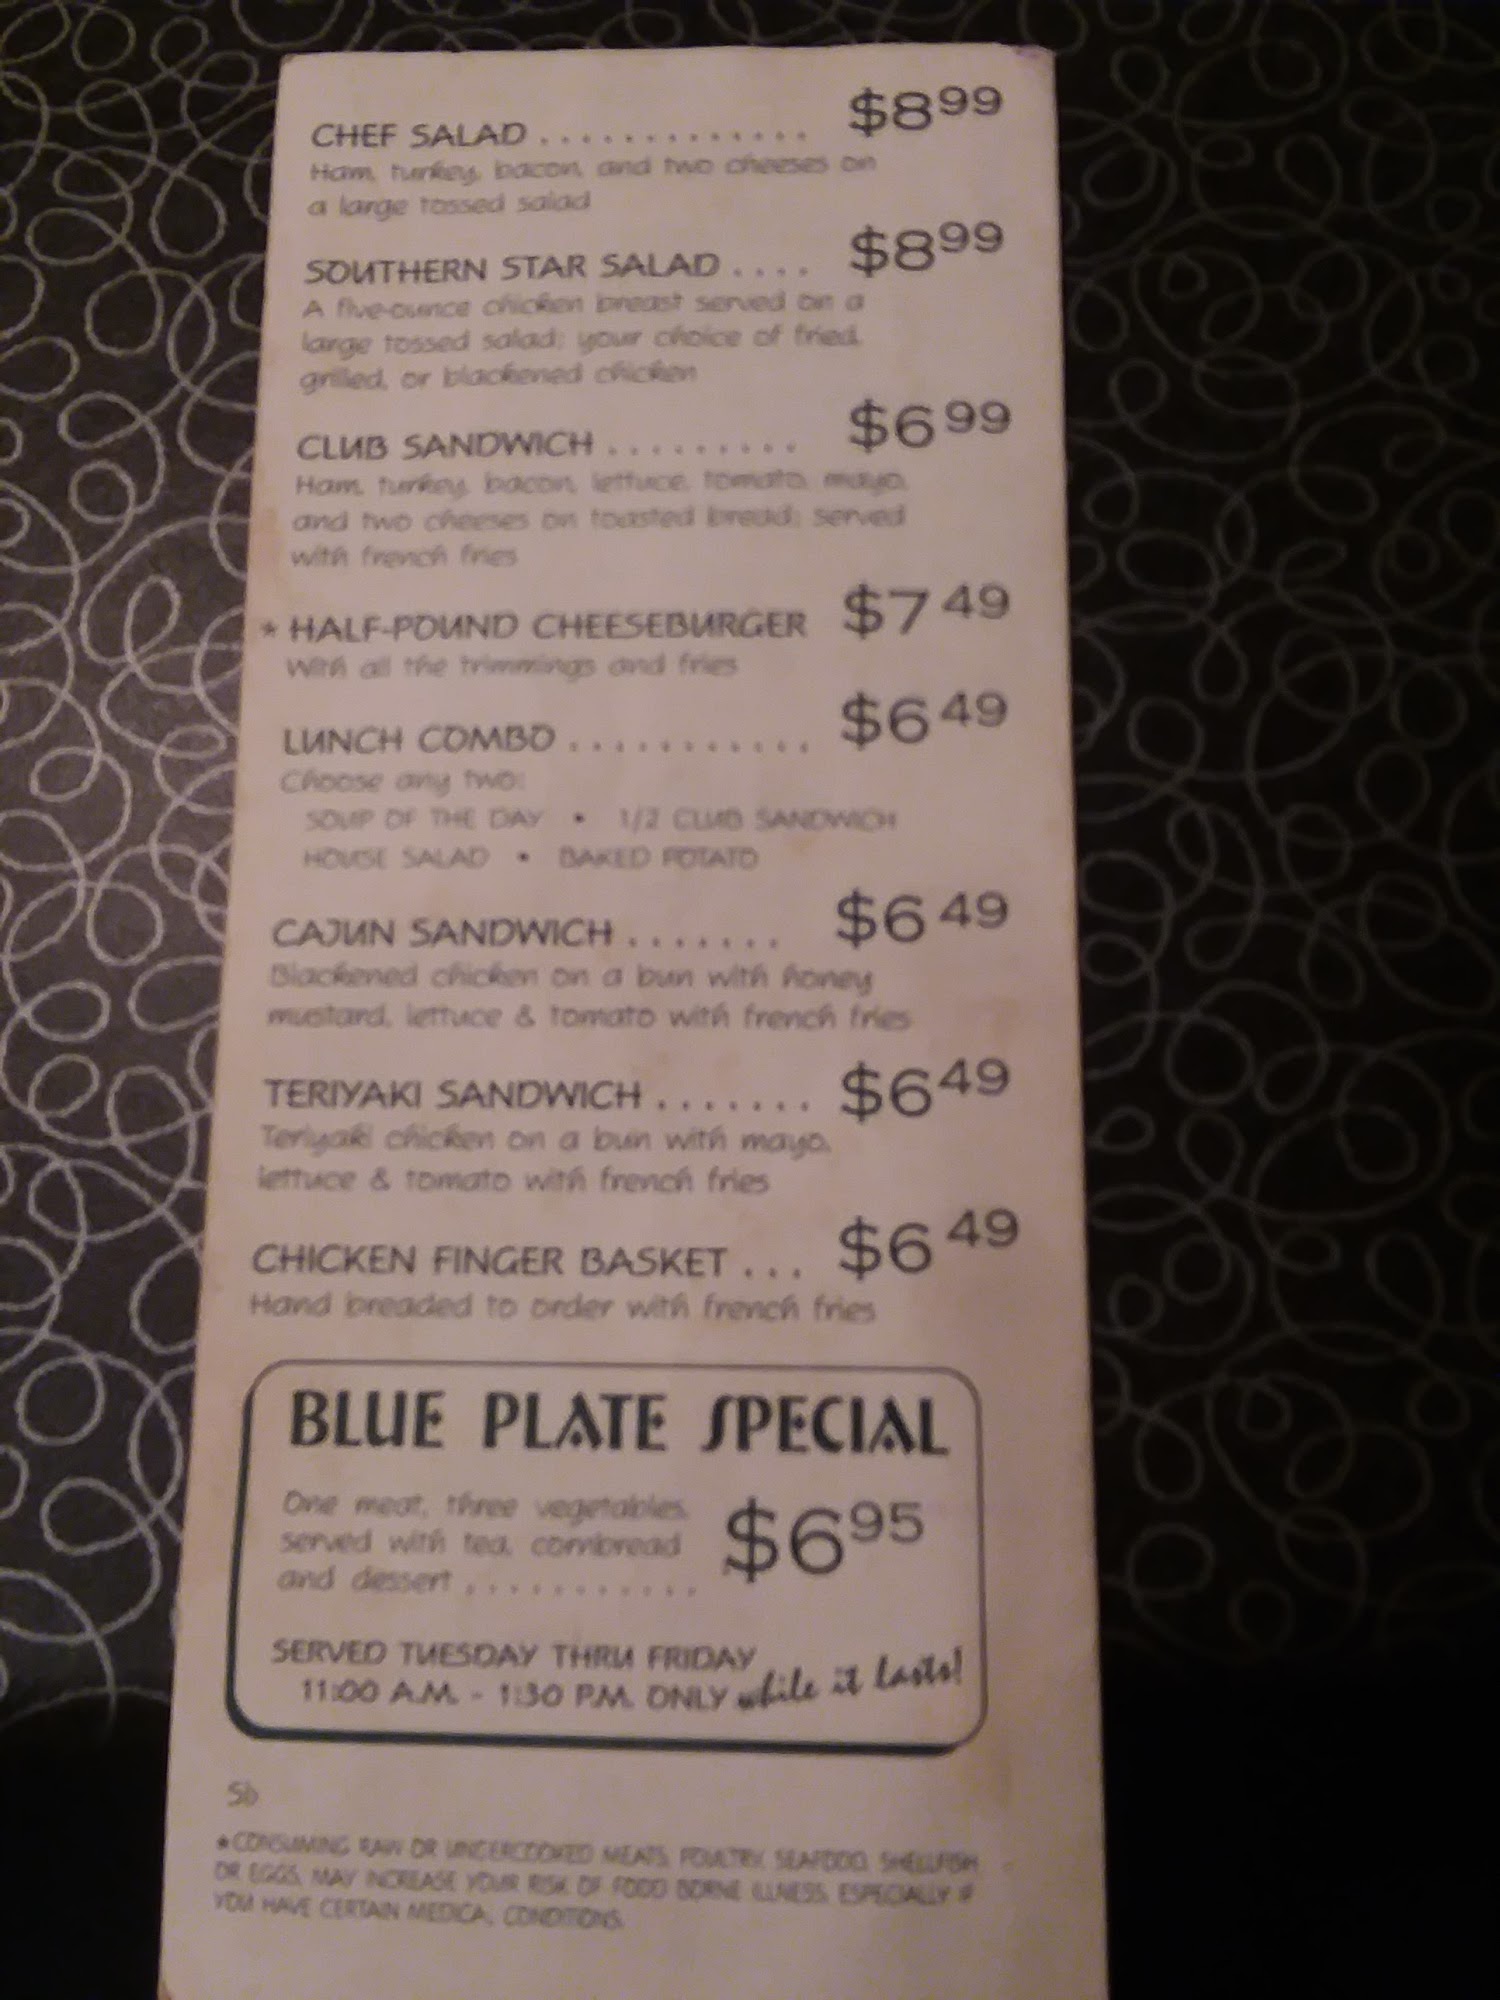 CHEF SALAD ............. $8.99
Ham, turkey, bacon, and two cheeses on
a large tossed salad
SOUTHERN STAR SALAD .... $8.99
A five-ounce chicken breast served on a
large tossed salad; your choice of fried,
grilled, or blackened chicken
CLUB SANDWICH ......... $6.99
Ham, turkey, bacon, lettuce, tomato, mayo,
and two cheeses on toasted bread; served
with french fries
* HALF-POUND CHEESEBURGER $7.49
With all the trimmings and fries
LUNCH COMBO ........... $6.49
Choose any two:
SOUP OF THE DAY • 1/2 CLUB SANDWICH
HOUSE SALAD • BAKED POTATO
CAJUN SANDWICH ....... $6.49
Blackened chicken on a bun with honey
mustard, lettuce & tomato with french fries
TERIYAKI SANDWICH ....... $6.49
Teriyaki chicken on a bun with mayo,
lettuce & tomato with french fries
CHICKEN FINGER BASKET ... $6.49
Hand breaded to order with french fries
BLUE PLATE SPECIAL
One meat, three vegetables,
served with tea, cornbread
and dessert ............ $6.95
SERVED TUESDAY THRU FRIDAY
11:00 A.M. - 1:30 P.M. ONLY while it lasts!
Sb
*CONSUMING RAW OR UNDERCOOKED MEATS, POULTRY, SEAFOOD, SHELLFISH
OR EGGS, MAY INCREASE YOUR RISK OF FOOD BORNE ILLNESS, ESPECIALLY IF
YOU HAVE CERTAIN MEDICAL CONDITIONS.